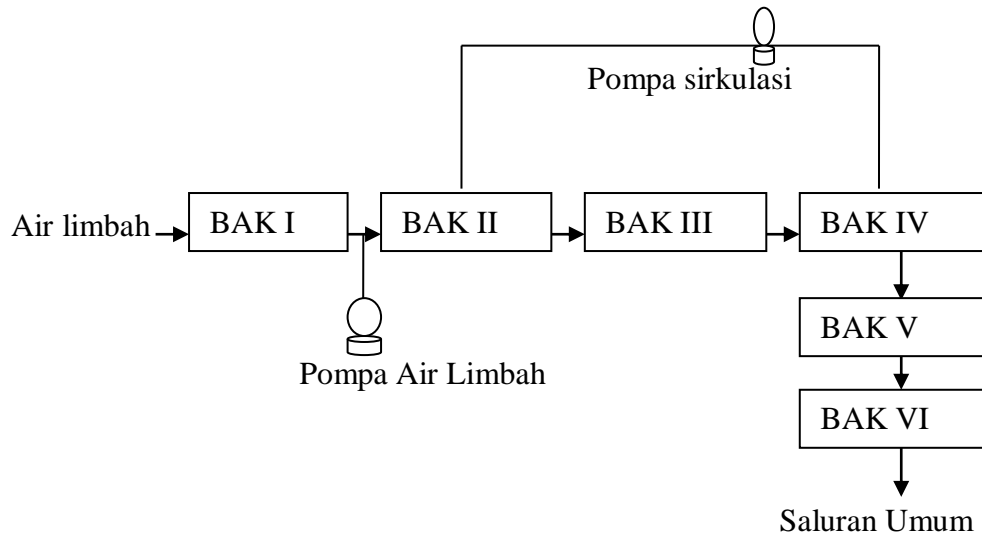 Pompa sirkulasi
Air limbah
BAK I
BAK II
BAK III
BAK IV
Pompa Air Limbah
BAK V
BAK VI
Saluran Umum